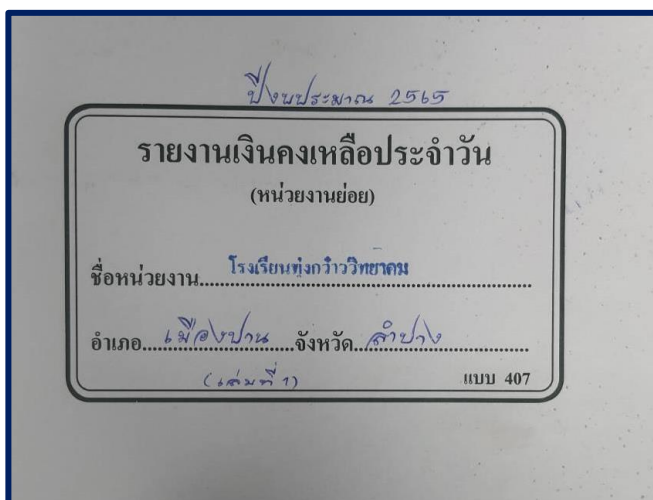 ปีงบประมาณ 2565
รายงานเงินคงเหลือประจำวัน
(หน่วยงานย่อย)
ชื่อหน่วยงาน....โรงเรียนทุ่งกว๋าววิทยาคม....
อำเภอ....เมืองปาน....จังหวัด....ลำปาง....
(เล่มที่ 1) แบบ 407